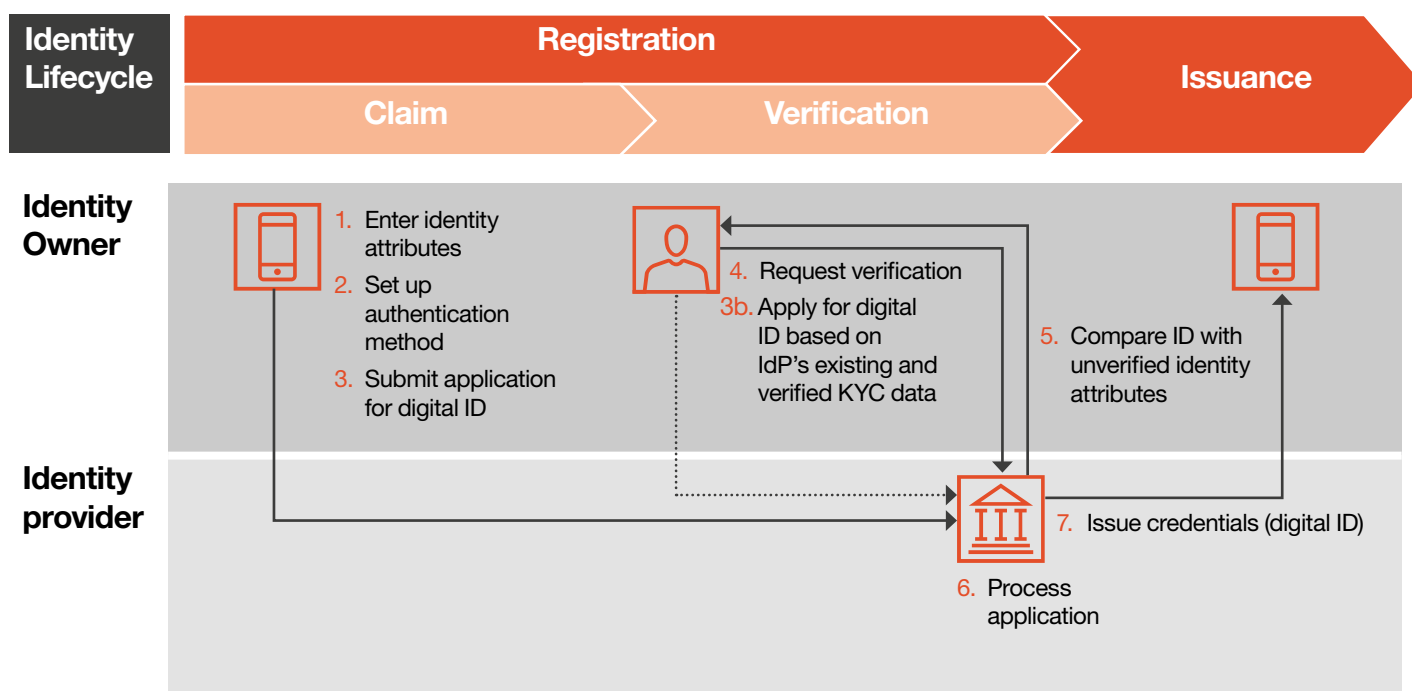 Identity
Lifecycle
Registration
Claim
Verification
Issuance
Identity
Owner
1. Enter identity
attributes
2. Set up
authentication
method
3. Submit application
for digital ID
4. Request verification
3b. Apply for digital
ID based on
IdP's existing and
verified KYC data
5. Compare ID with
unverified identity
attributes
Identity
provider
7. Issue credentials (digital ID)
6. Process
application